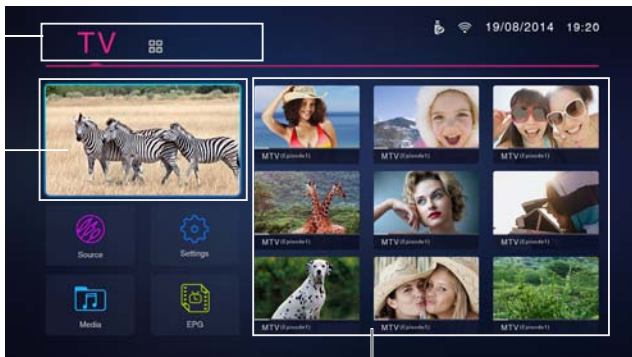 TV
19/08/2014 19:20
MTV(Episode1) MTV(Episode1) MTV(Episode1)
MTV(Episode1) MTV(Episode1) MTV(Episode1)
Source Settings
MTV(Episode1) MTV(Episode1) MTV(Episode1)
Media EPG